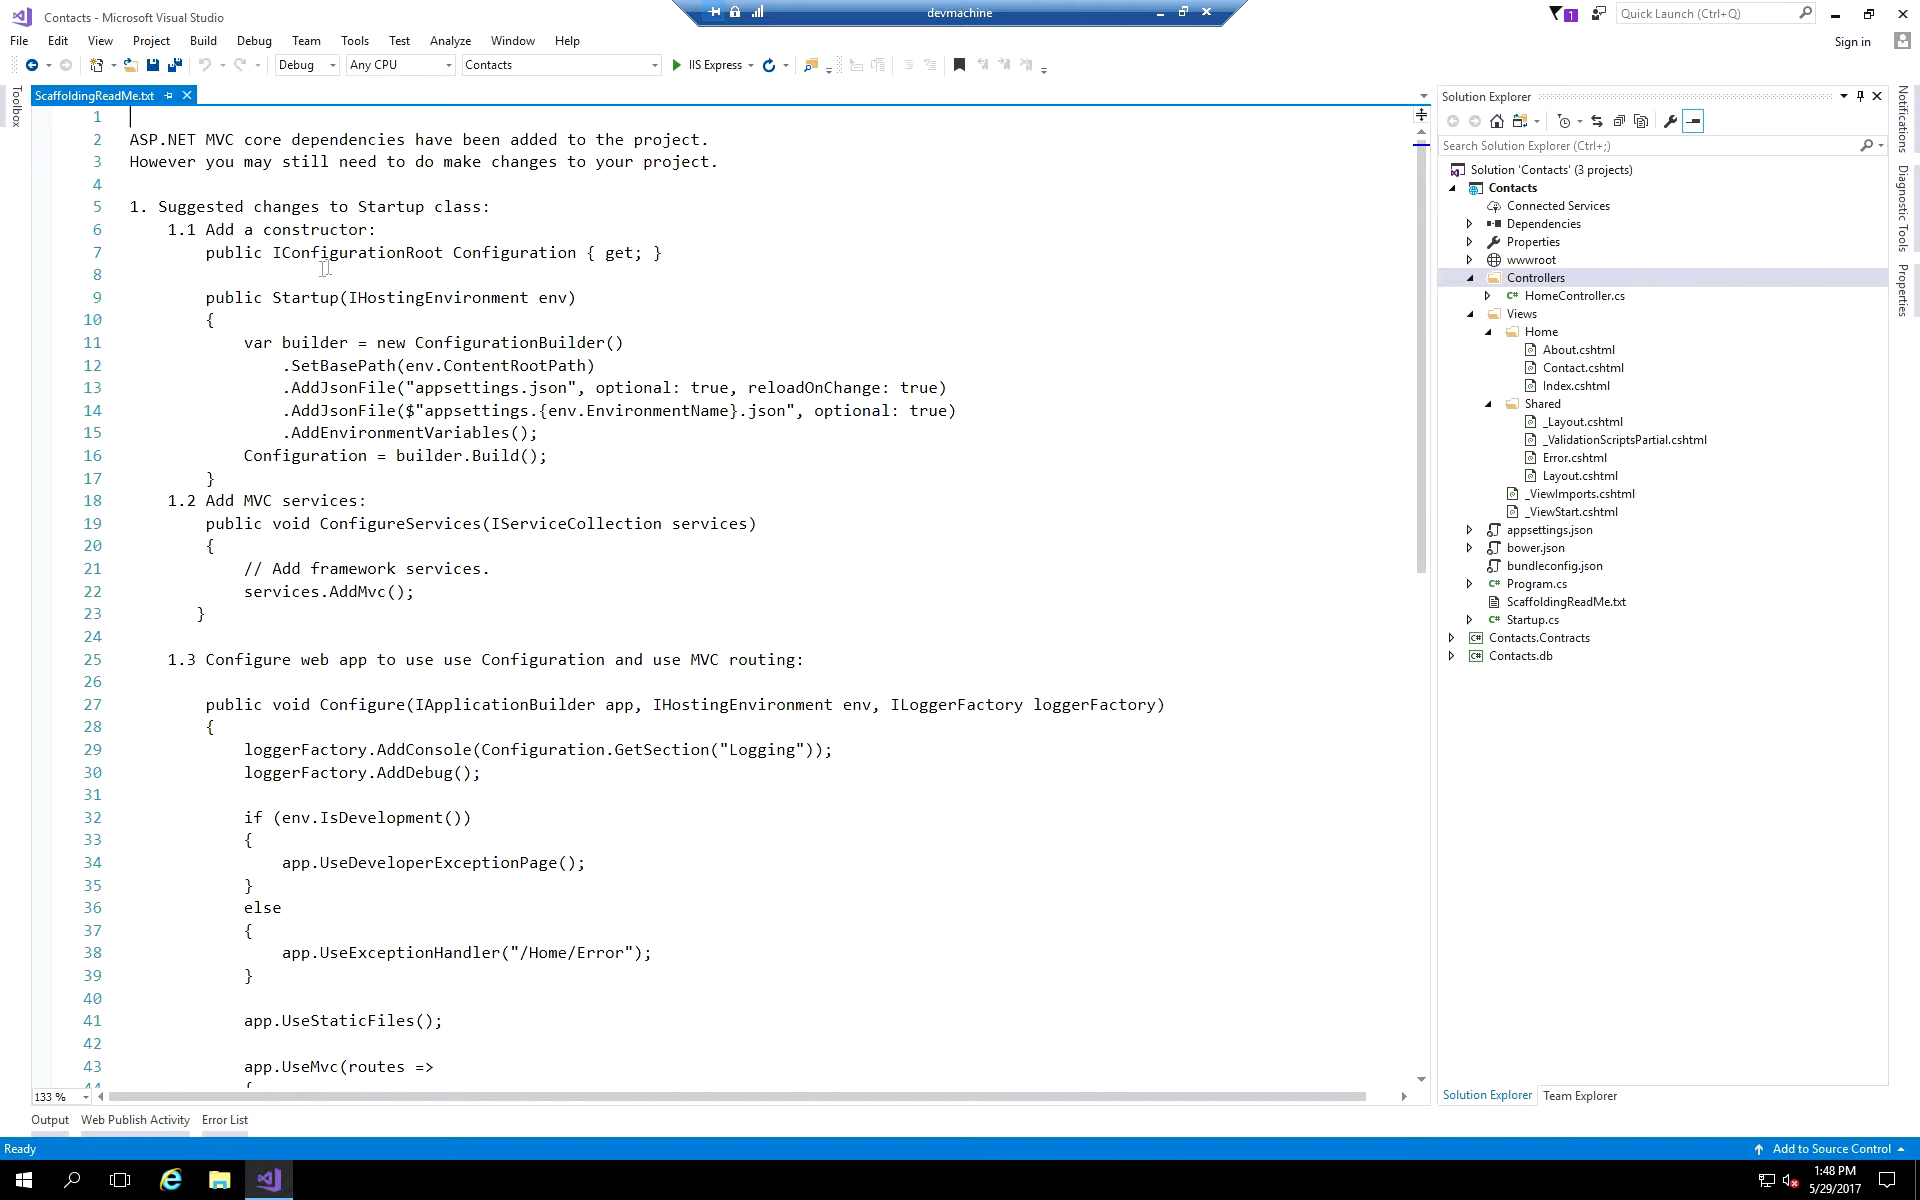 Contacts - Microsoft Visual Studio
devmachine
1
Quick Launch (Ctrl+Q)
File Edit View Project Build Debug Team Tools Test Analyze Window Help
Sign in
Debug Any CPU Contacts IIS Express
Toolbox
ScaffoldingReadMe.txt
1
2 ASP.NET MVC core dependencies have been added to the project.
3 However you may still need to do make changes to your project.
4
5 1. Suggested changes to Startup class:
6 1.1 Add a constructor:
7 public IConfigurationRoot Configuration { get; }
8
9 public Startup(IHostingEnvironment env)
10 {
11 var builder = new ConfigurationBuilder()
12 .SetBasePath(env.ContentRootPath)
13 .AddJsonFile("appsettings.json", optional: true, reloadOnChange: true)
14 .AddJsonFile($"appsettings.{env.EnvironmentName}.json", optional: true)
15 .AddEnvironmentVariables();
16 Configuration = builder.Build();
17 }
18 1.2 Add MVC services:
19 public void ConfigureServices(IServiceCollection services)
20 {
21 // Add framework services.
22 services.AddMvc();
23 }
24
25 1.3 Configure web app to use use Configuration and use MVC routing:
26
27 public void Configure(IApplicationBuilder app, IHostingEnvironment env, ILoggerFactory loggerFactory)
28 {
29 loggerFactory.AddConsole(Configuration.GetSection("Logging"));
30 loggerFactory.AddDebug();
31
32 if (env.IsDevelopment())
33 {
34 app.UseDeveloperExceptionPage();
35 }
36 else
37 {
38 app.UseExceptionHandler("/Home/Error");
39 }
40
41 app.UseStaticFiles();
42
43 app.UseMvc(routes =>
44 {
133 %
Output Web Publish Activity Error List
Solution Explorer
Search Solution Explorer (Ctrl+;)
Solution 'Contacts' (3 projects)
Contacts
Connected Services
Dependencies
Properties
wwwroot
Controllers
C# HomeController.cs
Views
Home
About.cshtml
Contact.cshtml
Index.cshtml
Shared
_Layout.cshtml
_ValidationScriptsPartial.cshtml
Error.cshtml
Layout.cshtml
_ViewImports.cshtml
_ViewStart.cshtml
appsettings.json
bower.json
bundleconfig.json
C# Program.cs
ScaffoldingReadMe.txt
C# Startup.cs
C# Contacts.Contracts
C# Contacts.db
Solution Explorer Team Explorer
Notifications
Diagnostic Tools
Properties
Ready
Add to Source Control
1:48 PM
5/29/2017